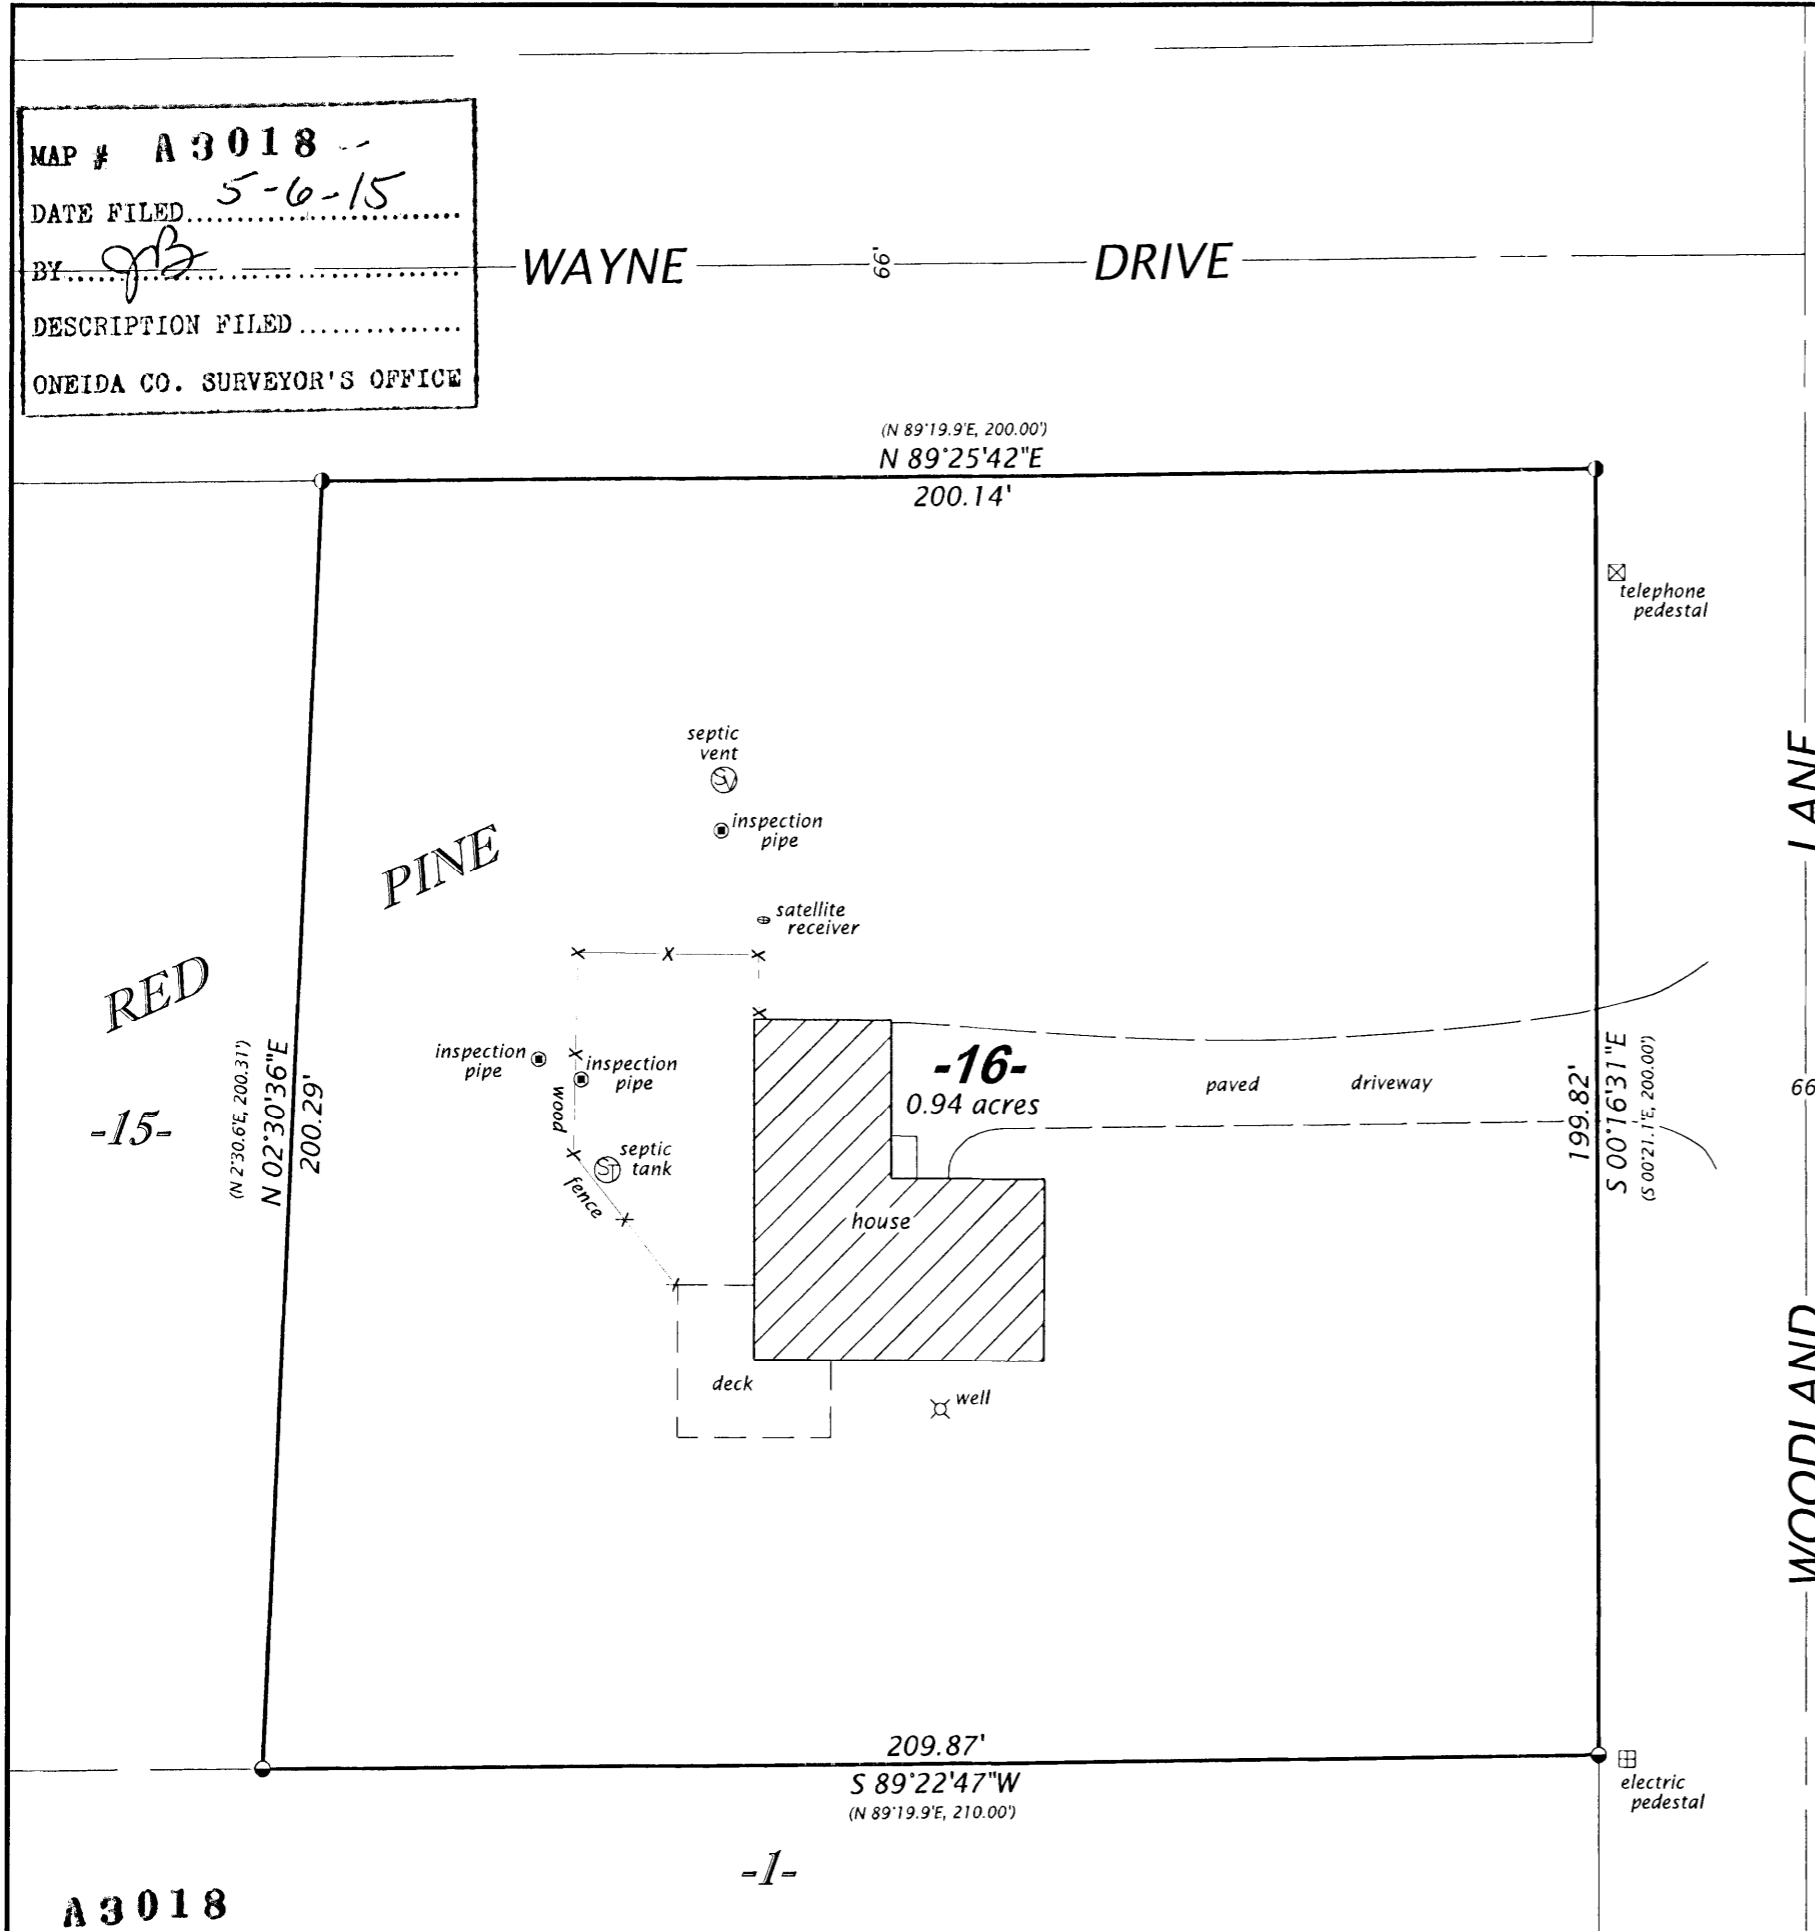 MAP # A3018
DATE FILED 5-6-15
BY JB
DESCRIPTION FILED
ONEIDA CO. SURVEYOR'S OFFICE
WAYNE 66' DRIVE
(N 89°19.9'E, 200.00')
N 89°25'42"E
200.14'
telephone
pedestal
septic
vent
SV
inspection
pipe
satellite
receiver
RED PINE
LANE
WOODLAND
66
-15-
(N 2°30.6'E, 200.31')
N 02°30'36"E
200.29'
inspection
pipe
inspection
pipe
wood
fence
septic
tank
ST
-16-
0.94 acres
paved driveway
199.82'
S 00°16'31"E
(S 00°21.1'E, 200.00')
house
deck
well
209.87'
S 89°22'47"W
(N 89°19.9'E, 210.00')
electric
pedestal
-1-
A3018